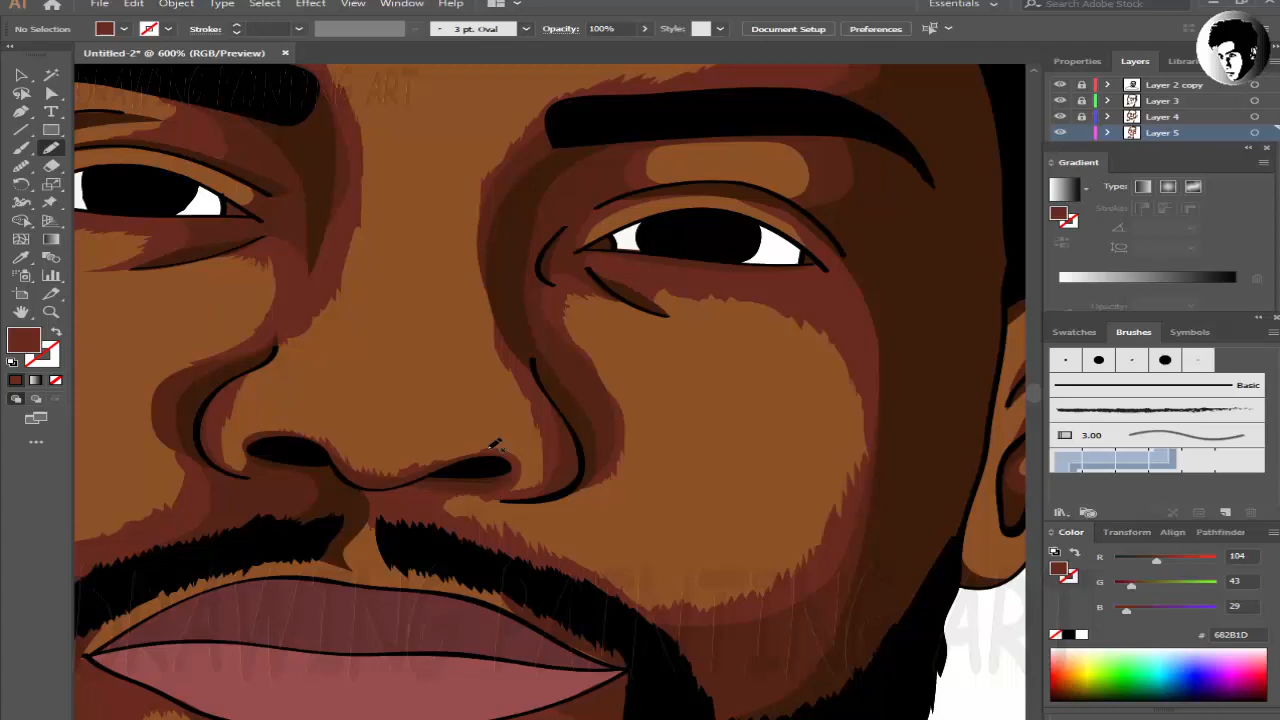 Ai Edit Object Type Select Effect View Window Help Essentials Search Adobe Stock
No Selection Stroke: 3 pt. Oval Opacity: 100% Style: Document Setup Preferences
Untitled-2* @ 600% (RGB/Preview)
Properties Layers Librari
Layer 2 copy
Layer 3
Layer 4
Layer 5
Gradient
Type:
Stroke:
Opacity:
Swatches Brushes Symbols
Basic
3.00
Color Transform Align Pathfinder
R 104
G 43
B 29
# 682B1D